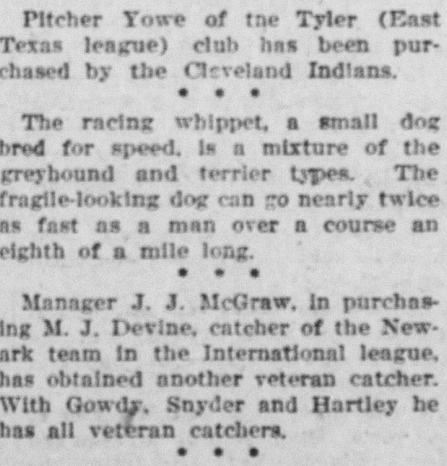 Pitcher Yowe of the Tyler (East
Texas league) club has been pur-
chased by the Cleveland Indians.
* * *
The racing whippet, a small dog
bred for speed, is a mixture of the
greyhound and terrier types. The
fragile-looking dog can go nearly twice
as fast as a man over a course an
eighth of a mile long.
* * *
Manager J. J. McGraw, in purchas-
ing M. J. Devine, catcher of the New-
ark team in the International league,
has obtained another veteran catcher.
With Gowdy, Snyder and Hartley he
has all veteran catchers.
* * *